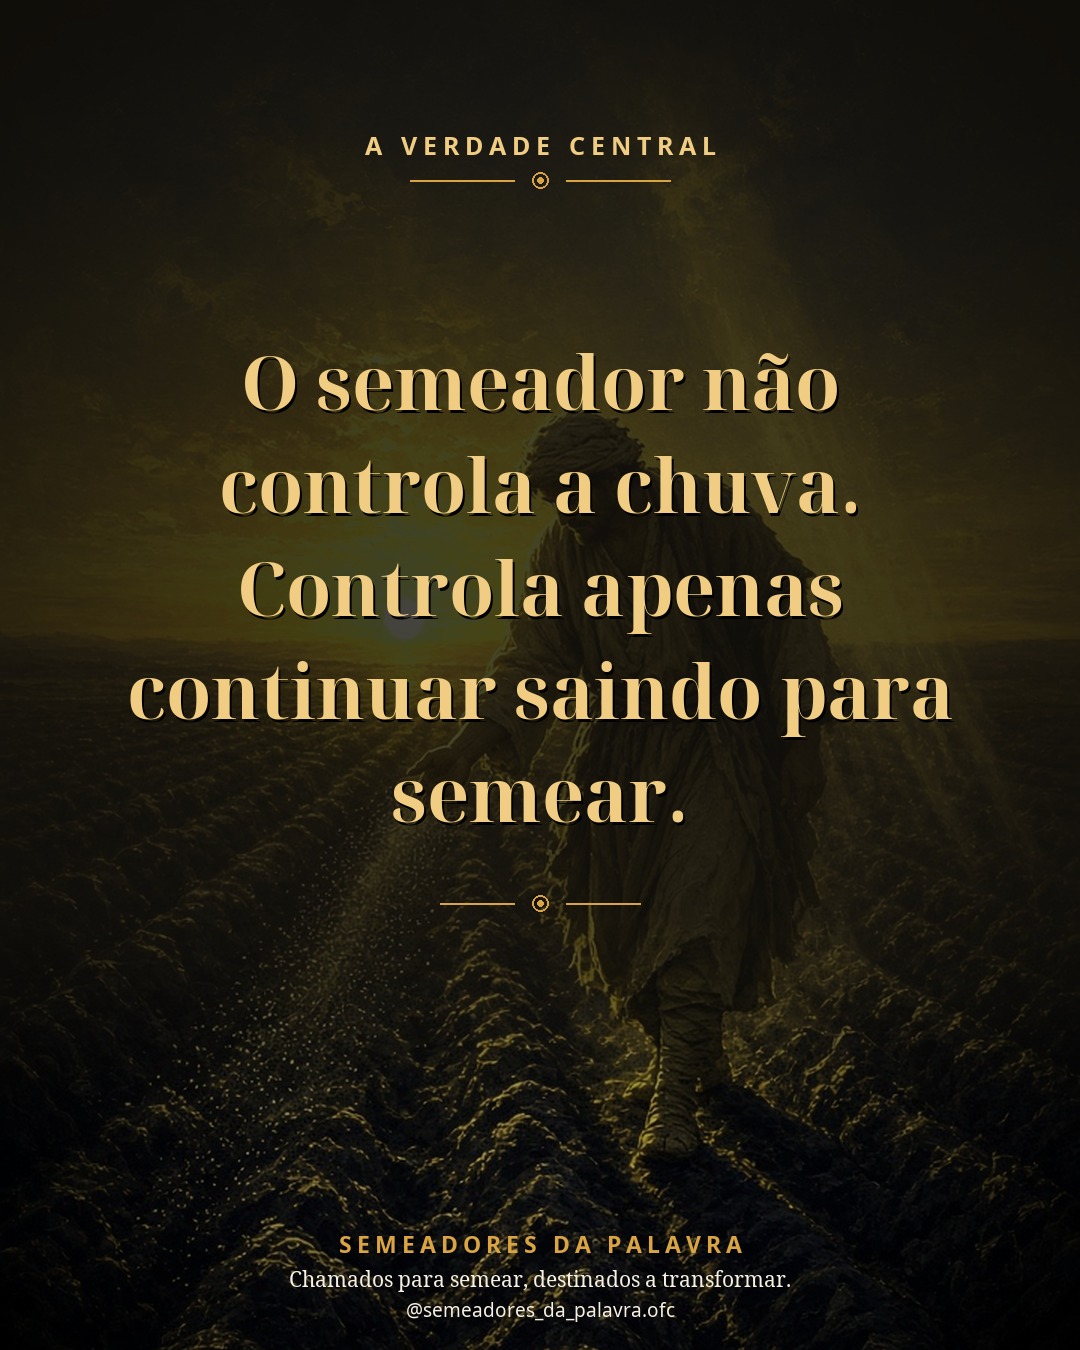 A VERDADE CENTRAL
O semeador não
controla a chuva.
Controla apenas
continuar saindo para
semear.
SEMEADORES DA PALAVRA
Chamados para semear, destinados a transformar.
@semeadores_da_palavra.ofc